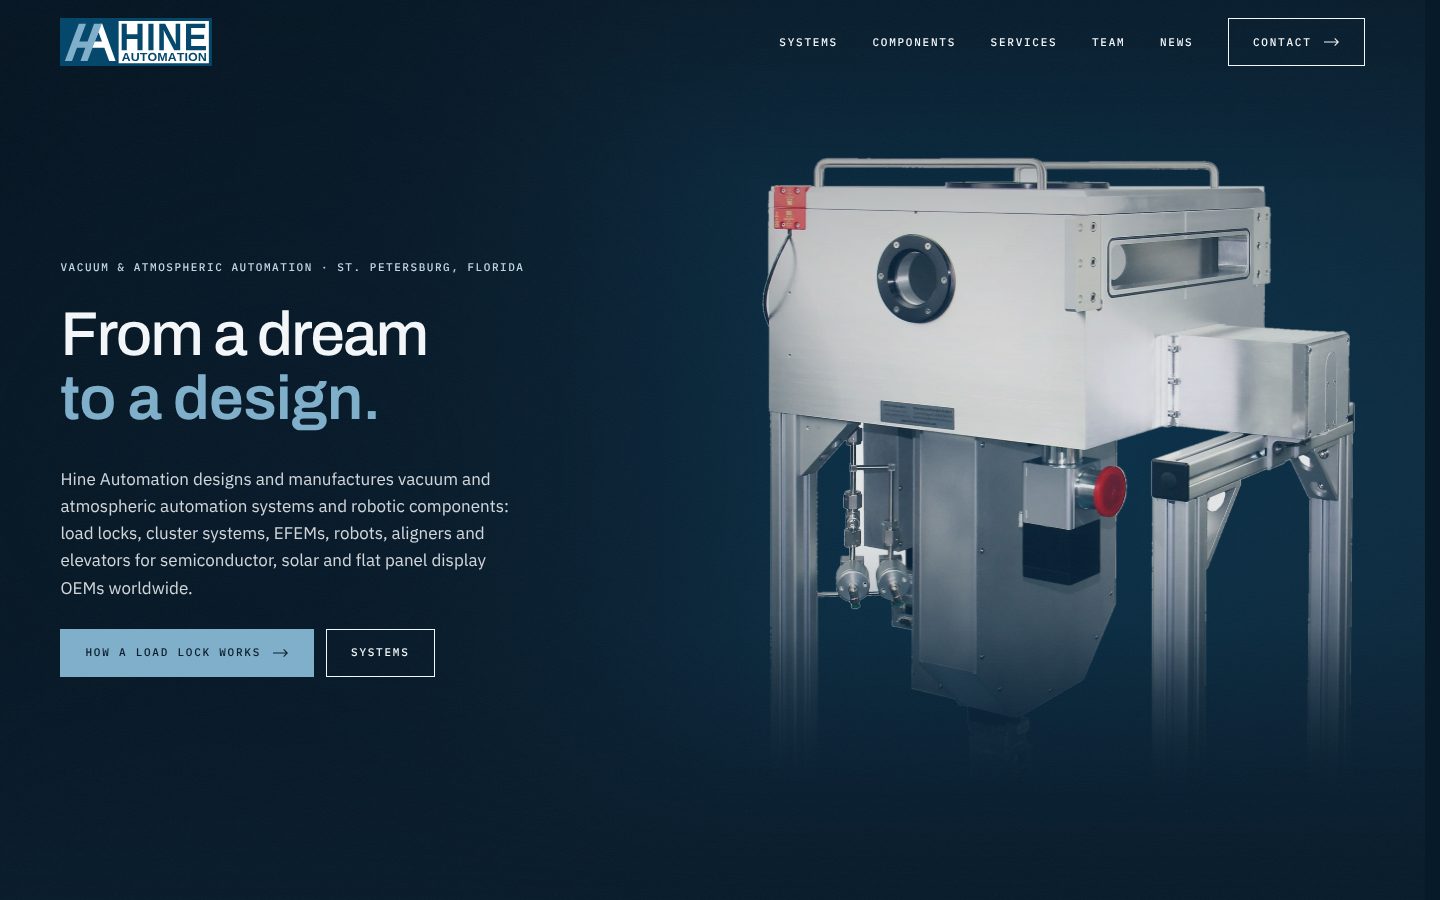 HINE
AUTOMATION
SYSTEMS
COMPONENTS
SERVICES
TEAM
NEWS
CONTACT
VACUUM & ATMOSPHERIC AUTOMATION · ST. PETERSBURG, FLORIDA
From a dream
to a design.
Hine Automation designs and manufactures vacuum and
atmospheric automation systems and robotic components:
load locks, cluster systems, EFEMs, robots, aligners and
elevators for semiconductor, solar and flat panel display
OEMs worldwide.
HOW A LOAD LOCK WORKS
SYSTEMS